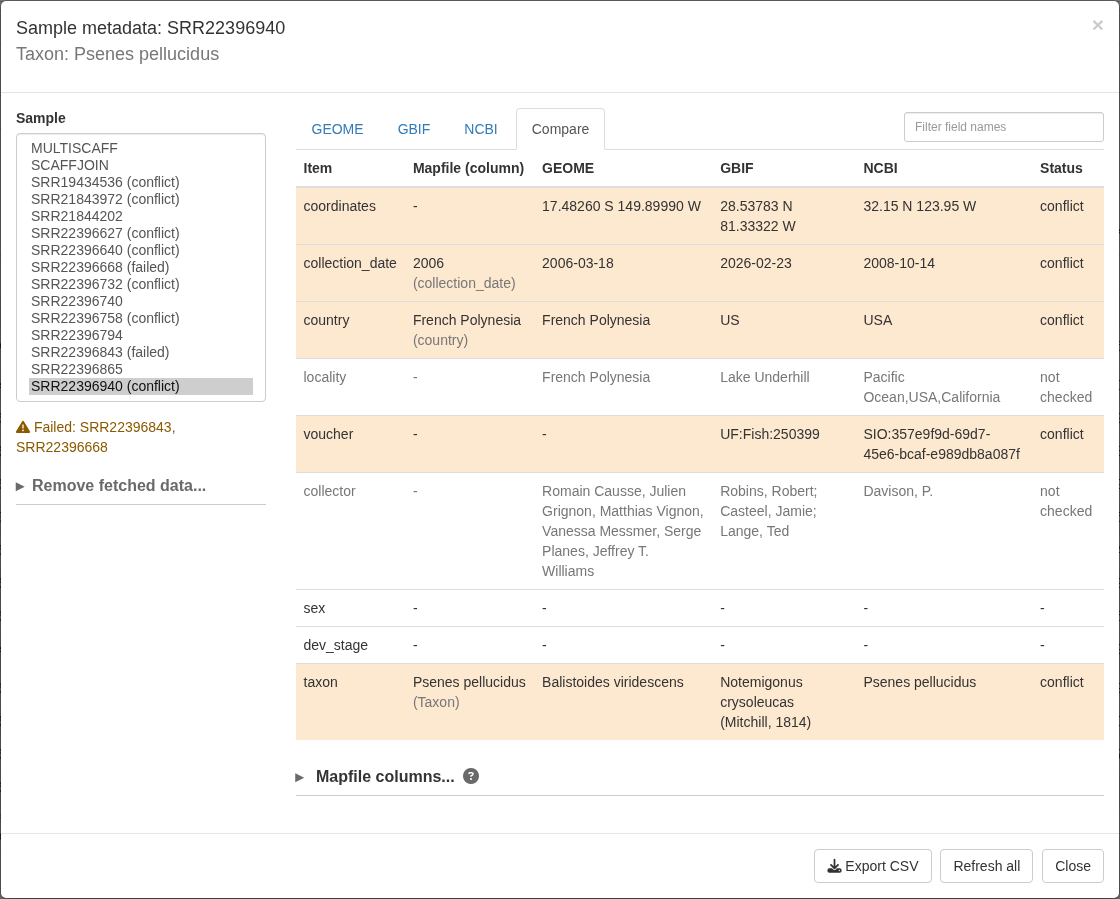 Sample metadata: SRR22396940
×
Taxon: Psenes pellucidus
Sample
MULTISCAFF
SCAFFJOIN
SRR19434536 (conflict)
SRR21843972 (conflict)
SRR21844202
SRR22396627 (conflict)
SRR22396640 (conflict)
SRR22396668 (failed)
SRR22396732 (conflict)
SRR22396740
SRR22396758 (conflict)
SRR22396794
SRR22396843 (failed)
SRR22396865
SRR22396940 (conflict)
Failed: SRR22396843,
SRR22396668
Remove fetched data...
GEOME GBIF NCBI Compare
Filter field names
Item Mapfile (column) GEOME GBIF NCBI Status
coordinates - 17.48260 S 149.89990 W 28.53783 N 32.15 N 123.95 W conflict
81.33322 W
collection_date 2006 2006-03-18 2026-02-23 2008-10-14 conflict
(collection_date)
country French Polynesia French Polynesia US USA conflict
(country)
locality - French Polynesia Lake Underhill Pacific not
Ocean,USA,California checked
voucher - - UF:Fish:250399 SIO:357e9f9d-69d7- conflict
45e6-bcaf-e989db8a087f
collector - Romain Causse, Julien Robins, Robert; Davison, P. not
Grignon, Matthias Vignon, Casteel, Jamie; checked
Vanessa Messmer, Serge Lange, Ted
Planes, Jeffrey T.
Williams
sex - - - - -
dev_stage - - - - -
taxon Psenes pellucidus Balistoides viridescens Notemigonus Psenes pellucidus conflict
(Taxon) crysoleucas
(Mitchill, 1814)
Mapfile columns... ?
Export CSV Refresh all Close